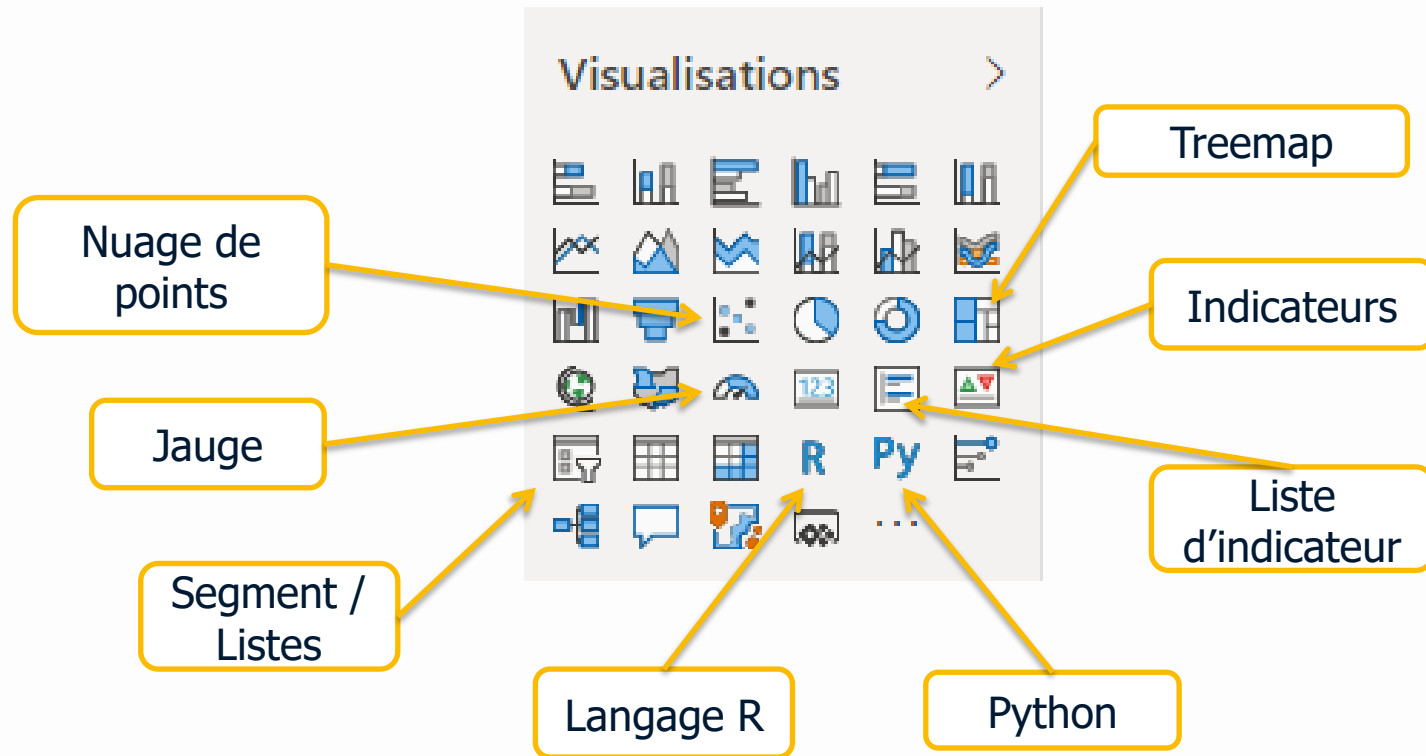 Visualisations
Treemap
Nuage de
points
Indicateurs
123
Jauge
R
Py
Liste
d’indicateur
Segment /
Listes
Langage R
Python